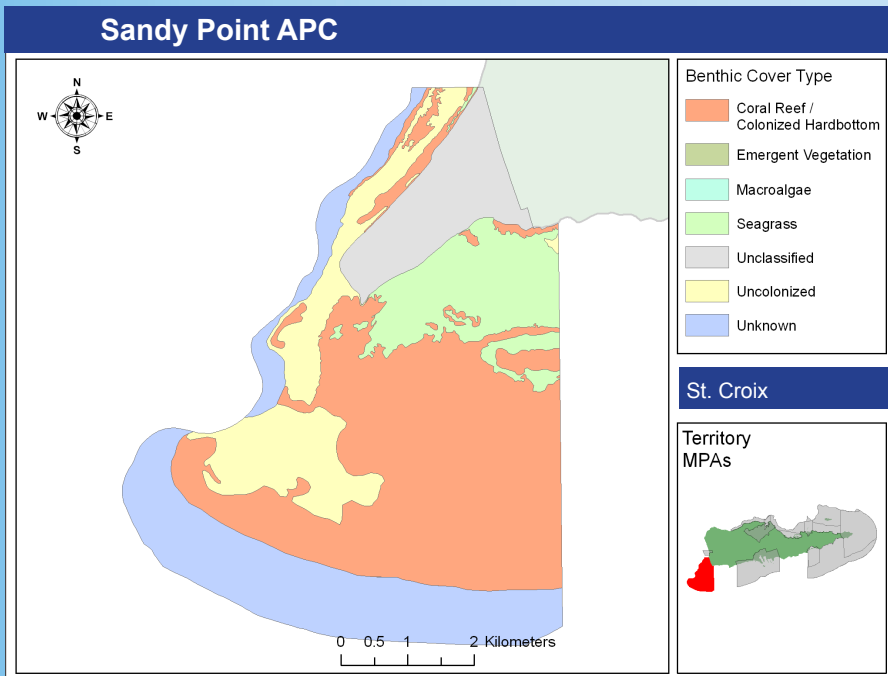 Sandy Point APC
N
W
E
S
0 0.5 1 2 Kilometers
Benthic Cover Type
Coral Reef /
Colonized Hardbottom
Emergent Vegetation
Macroalgae
Seagrass
Unclassified
Uncolonized
Unknown
St. Croix
Territory
MPAs